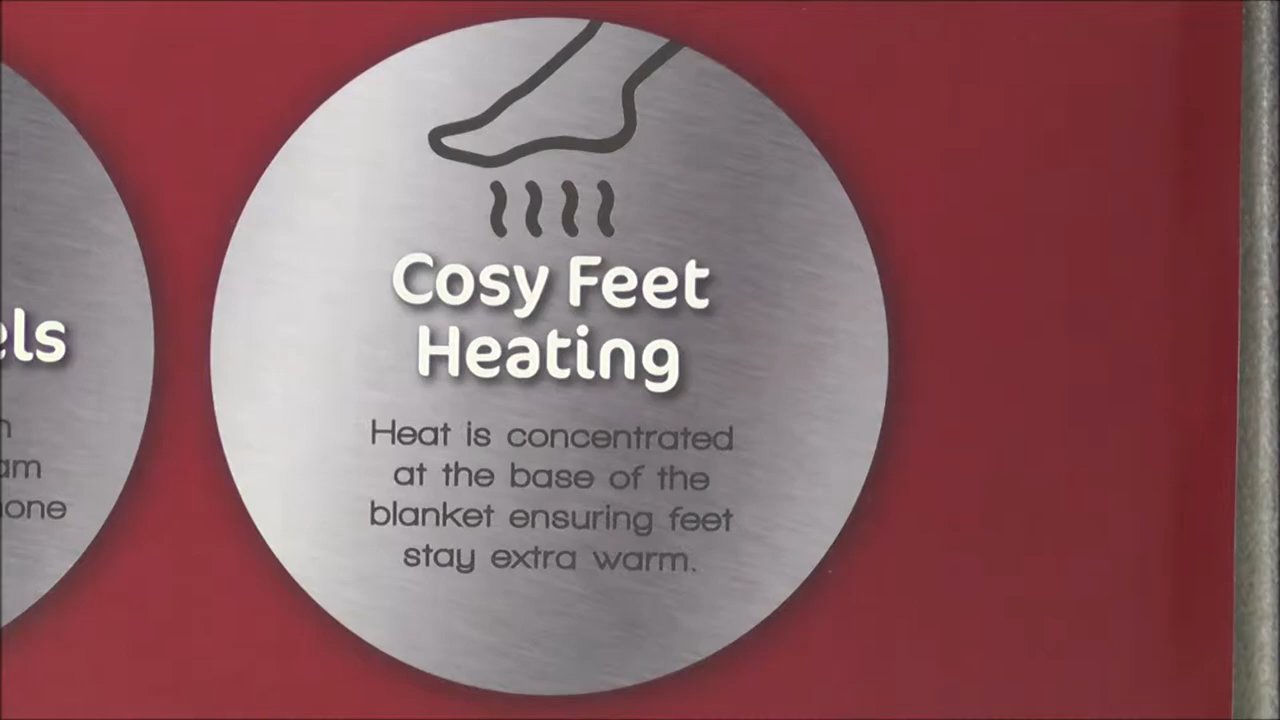 Cosy Feet
Heating
Heat is concentrated
at the base of the
blanket ensuring feet
stay extra warm.